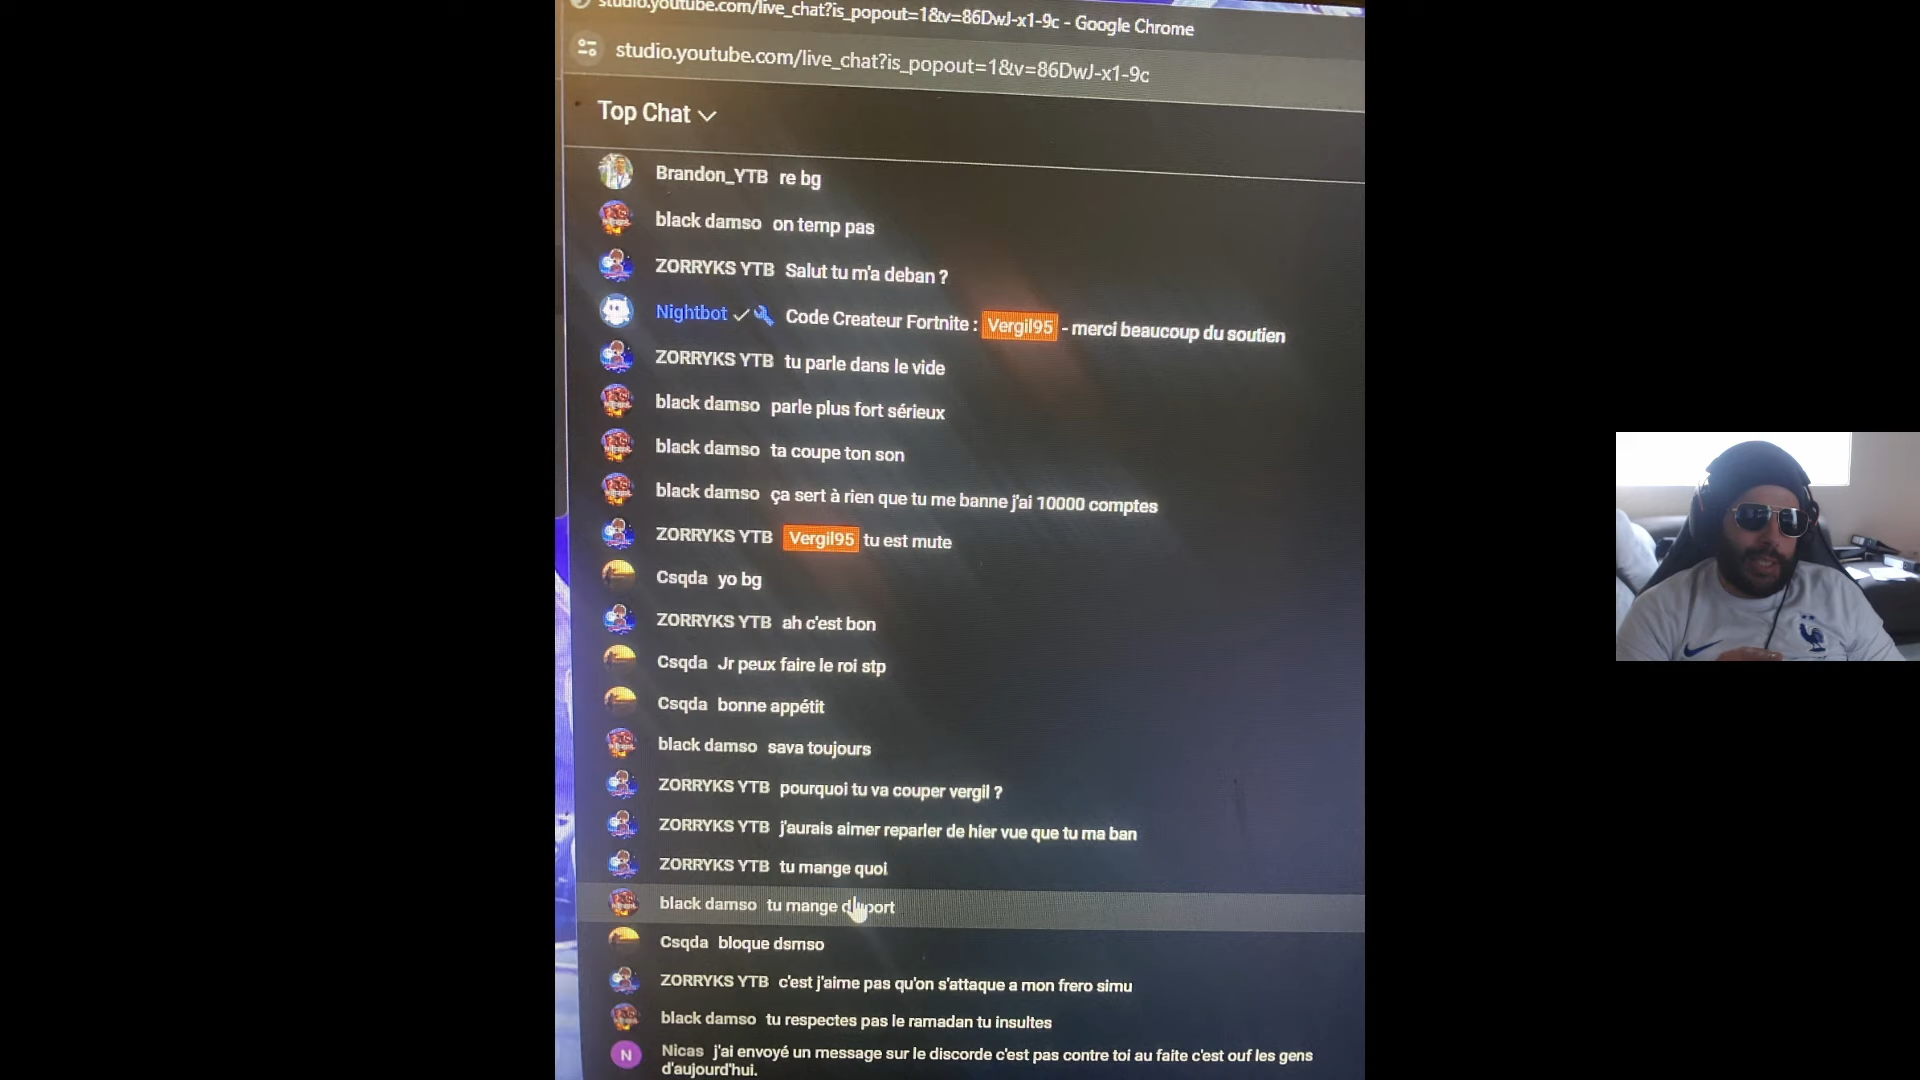 studio.youtube.com/live_chat?is_popout=1&v=86DwJ-x1-9c - Google Chrome
studio.youtube.com/live_chat?is_popout=1&v=86DwJ-x1-9c
Top Chat
Brandon_YTB re bg
black damso on temp pas
ZORRYKS YTB Salut tu m'a deban ?
Nightbot Code Createur Fortnite : Vergil95 - merci beaucoup du soutien
ZORRYKS YTB tu parle dans le vide
black damso parle plus fort sérieux
black damso ta coupe ton son
black damso ça sert à rien que tu me banne j'ai 10000 comptes
ZORRYKS YTB Vergil95 tu est mute
Csqda yo bg
ZORRYKS YTB ah c'est bon
Csqda Jr peux faire le roi stp
Csqda bonne appétit
black damso sava toujours
ZORRYKS YTB pourquoi tu va couper vergil ?
ZORRYKS YTB j'aurais aimer reparler de hier vue que tu ma ban
ZORRYKS YTB tu mange quoi
black damso tu mange port
Csqda bloque dsmso
ZORRYKS YTB c'est j'aime pas qu'on s'attaque a mon frero simu
black damso tu respectes pas le ramadan tu insultes
N Nicas j'ai envoyé un message sur le discorde c'est pas contre toi au faite c'est ouf les gens
d'aujourd'hui.